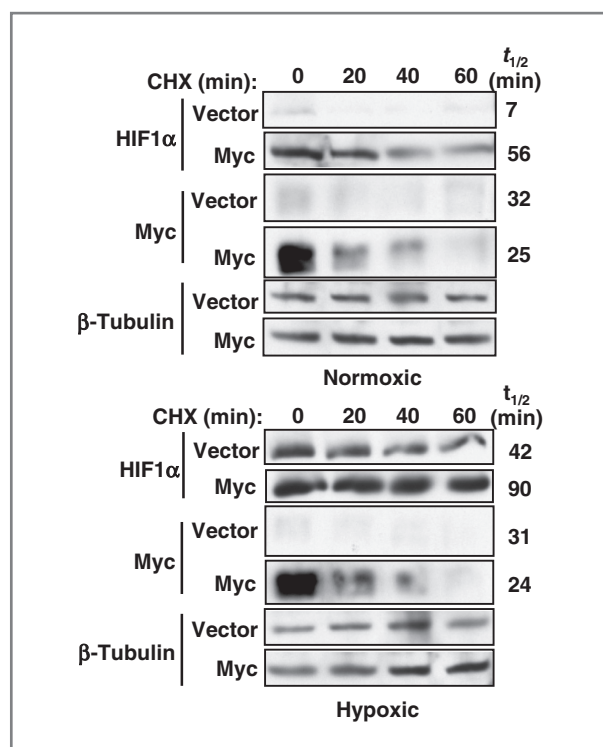 CHX (min): 0 20 40 60 t1/2 (min)
HIF1α Vector 7
Myc 56
Myc Vector 32
Myc 25
β-Tubulin Vector
Myc
Normoxic
CHX (min): 0 20 40 60 t1/2 (min)
HIF1α Vector 42
Myc 90
Myc Vector 31
Myc 24
β-Tubulin Vector
Myc
Hypoxic